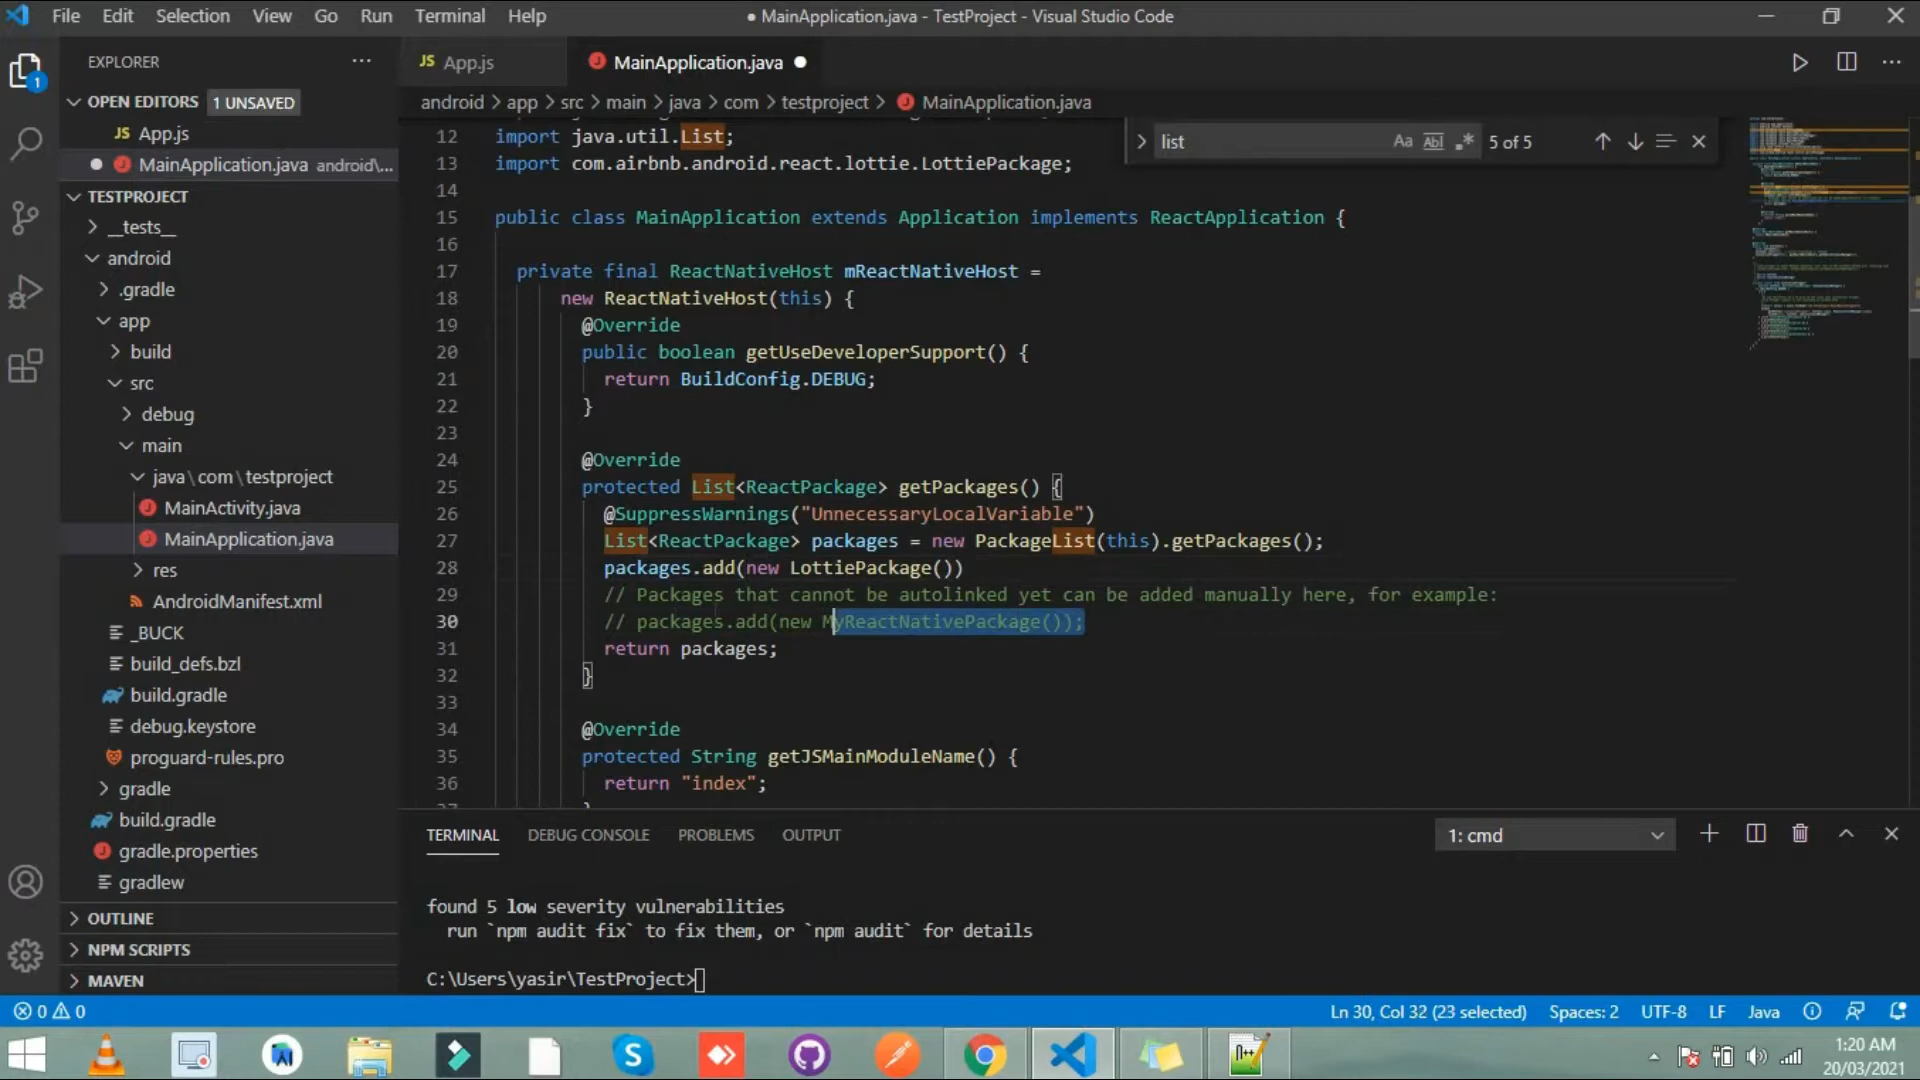 File Edit Selection View Go Run Terminal Help
● MainApplication.java - TestProject - Visual Studio Code
1
EXPLORER
OPEN EDITORS 1 UNSAVED
JS App.js
MainApplication.java android\...
TESTPROJECT
__tests__
android
.gradle
app
build
src
debug
main
java\com\testproject
MainActivity.java
MainApplication.java
res
AndroidManifest.xml
_BUCK
build_defs.bzl
build.gradle
debug.keystore
proguard-rules.pro
gradle
build.gradle
gradle.properties
gradlew
OUTLINE
NPM SCRIPTS
MAVEN
JS App.js
MainApplication.java
android > app > src > main > java > com > testproject > MainApplication.java
list Aa Abl .* 5 of 5
12 import java.util.List;
13 import com.airbnb.android.react.lottie.LottiePackage;
14
15 public class MainApplication extends Application implements ReactApplication {
16
17 private final ReactNativeHost mReactNativeHost =
18 new ReactNativeHost(this) {
19 @Override
20 public boolean getUseDeveloperSupport() {
21 return BuildConfig.DEBUG;
22 }
23
24 @Override
25 protected List<ReactPackage> getPackages() {
26 @SuppressWarnings("UnnecessaryLocalVariable")
27 List<ReactPackage> packages = new PackageList(this).getPackages();
28 packages.add(new LottiePackage())
29 // Packages that cannot be autolinked yet can be added manually here, for example:
30 // packages.add(new MyReactNativePackage());
31 return packages;
32 }
33
34 @Override
35 protected String getJSMainModuleName() {
36 return "index";
TERMINAL DEBUG CONSOLE PROBLEMS OUTPUT
1: cmd
found 5 low severity vulnerabilities
run `npm audit fix` to fix them, or `npm audit` for details
C:\Users\yasir\TestProject>
0 0
Ln 30, Col 32 (23 selected) Spaces: 2 UTF-8 LF Java
1:20 AM
20/03/2021